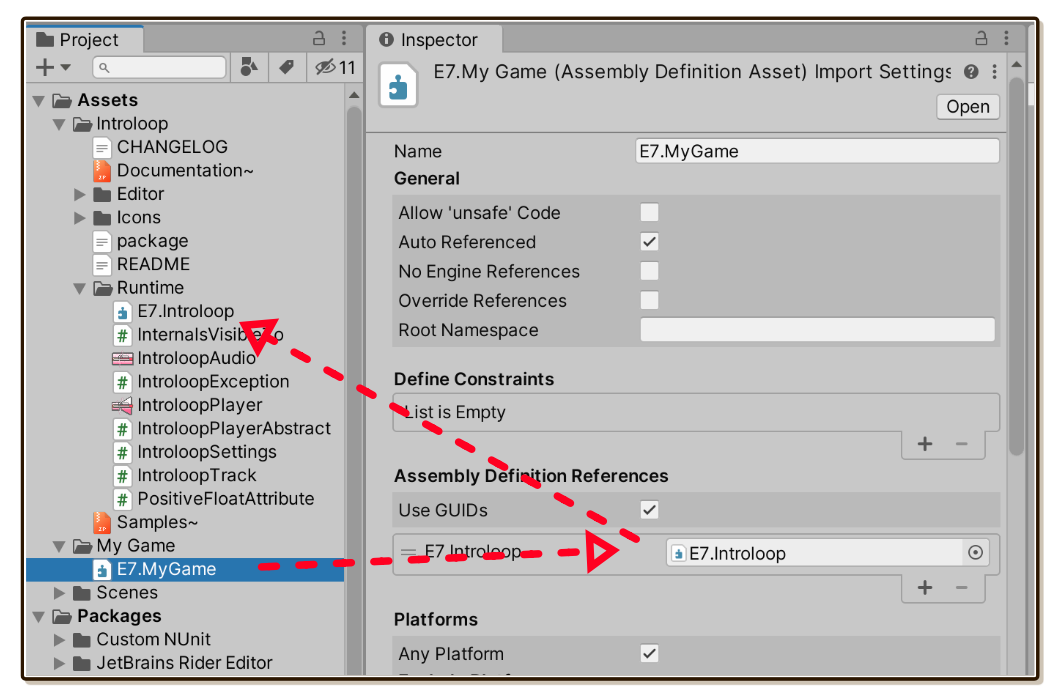 Project
11
Assets
Introloop
CHANGELOG
Documentation~
Editor
Icons
package
README
Runtime
E7.Introloop
InternalsVisibleTo
IntroloopAudio
IntroloopException
IntroloopPlayer
IntroloopPlayerAbstract
IntroloopSettings
IntroloopTrack
PositiveFloatAttribute
Samples~
My Game
E7.MyGame
Scenes
Packages
Custom NUnit
JetBrains Rider Editor
Inspector
E7.My Game (Assembly Definition Asset) Import Settings
Open
Name E7.MyGame
General
Allow 'unsafe' Code
Auto Referenced
No Engine References
Override References
Root Namespace
Define Constraints
List is Empty
Assembly Definition References
Use GUIDs
E7.Introloop E7.Introloop
Platforms
Any Platform